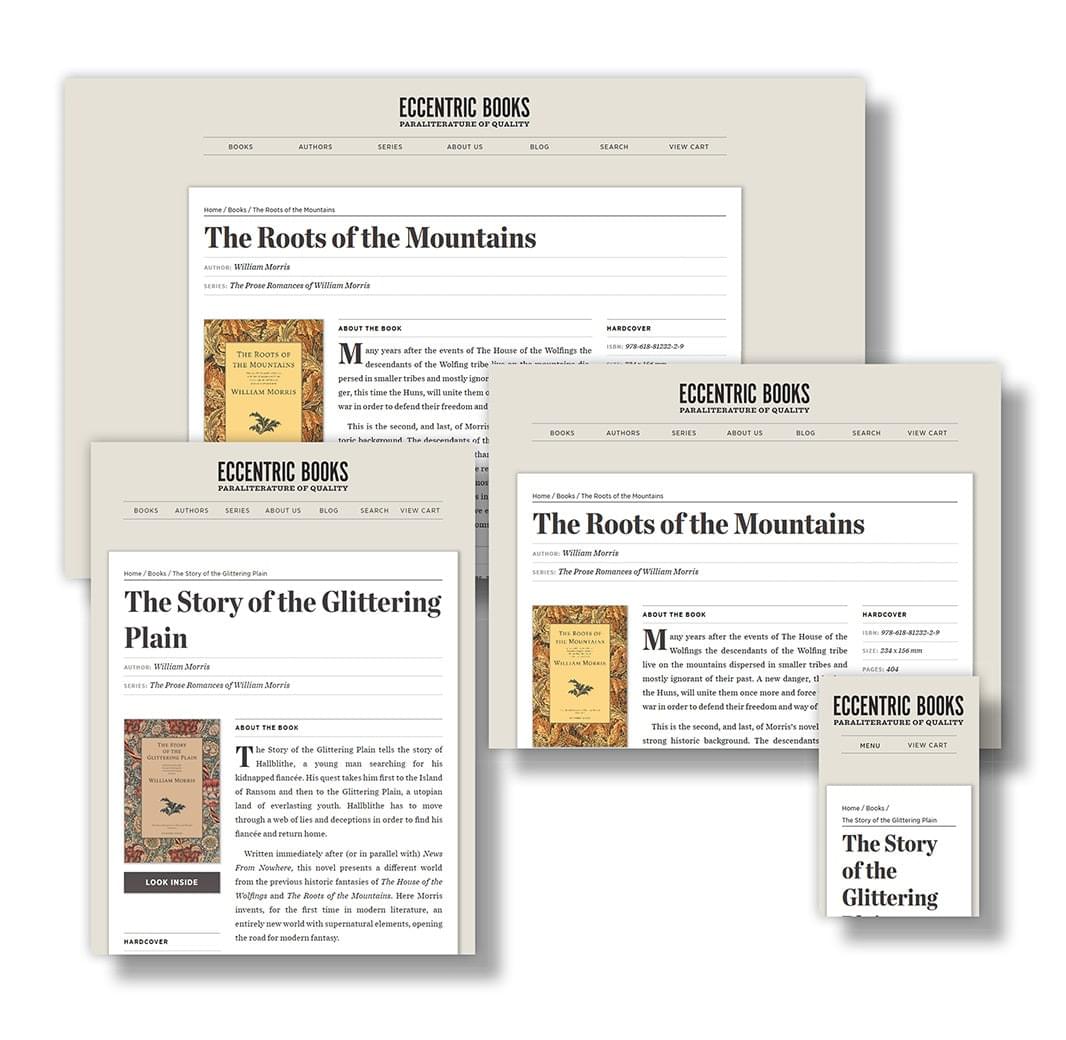 ECCENTRIC BOOKS
PARALITERATURE OF QUALITY
BOOKS AUTHORS SERIES ABOUT US BLOG SEARCH VIEW CART
Home / Books / The Roots of the Mountains
The Roots of the Mountains
AUTHOR: William Morris
SERIES: The Prose Romances of William Morris
THE ROOTS OF
THE MOUNTAINS
WILLIAM MORRIS
ABOUT THE BOOK
Many years after the events of The House of the Wolfings the
descendants of the Wolfing tribe live on the mountains dis-
persed in smaller tribes and mostly ignor
ger, this time the Huns, will unite them o
war in order to defend their freedom and
This is the second, and last, of Morris
toric background. The descendants of th
HARDCOVER
ISBN: 978-618-81232-2-9
SIZE: 234 x 156 mm
ECCENTRIC BOOKS
PARALITERATURE OF QUALITY
BOOKS AUTHORS SERIES ABOUT US BLOG SEARCH VIEW CART
Home / Books / The Roots of the Mountains
The Roots of the Mountains
AUTHOR: William Morris
SERIES: The Prose Romances of William Morris
THE ROOTS OF
THE MOUNTAINS
WILLIAM MORRIS
ABOUT THE BOOK
Many years after the events of The House of the
Wolfings the descendants of the Wolfing tribe
live on the mountains dispersed in smaller tribes and
mostly ignorant of their past. A new danger, th
the Huns, will unite them once more and force
war in order to defend their freedom and way of
This is the second, and last, of Morris's novel
strong historic background. The descendants
HARDCOVER
ISBN: 978-618-81232-2-9
SIZE: 234 x 156 mm
PAGES: 404
ECCENTRIC BOOKS
PARALITERATURE OF QUALITY
BOOKS AUTHORS SERIES ABOUT US BLOG SEARCH VIEW CART
Home / Books / The Story of the Glittering Plain
The Story of the Glittering
Plain
AUTHOR: William Morris
SERIES: The Prose Romances of William Morris
THE STORY
OF THE
GLITTERING PLAIN
WILLIAM MORRIS
LOOK INSIDE
HARDCOVER
ABOUT THE BOOK
The Story of the Glittering Plain tells the story of
Hallblithe, a young man searching for his
kidnapped fiancée. His quest takes him first to the Island
of Ransom and then to the Glittering Plain, a utopian
land of everlasting youth. Hallblithe has to move
through a web of lies and deceptions in order to find his
fiancée and return home.
Written immediately after (or in parallel with) News
From Nowhere, this novel presents a different world
from the previous historic fantasies of The House of the
Wolfings and The Roots of the Mountains. Here Morris
invents, for the first time in modern literature, an
entirely new world with supernatural elements, opening
the road for modern fantasy.
ECCENTRIC BOOKS
PARALITERATURE OF QUALITY
MENU VIEW CART
Home / Books /
The Story of the Glittering Plain
The Story
of the
Glittering